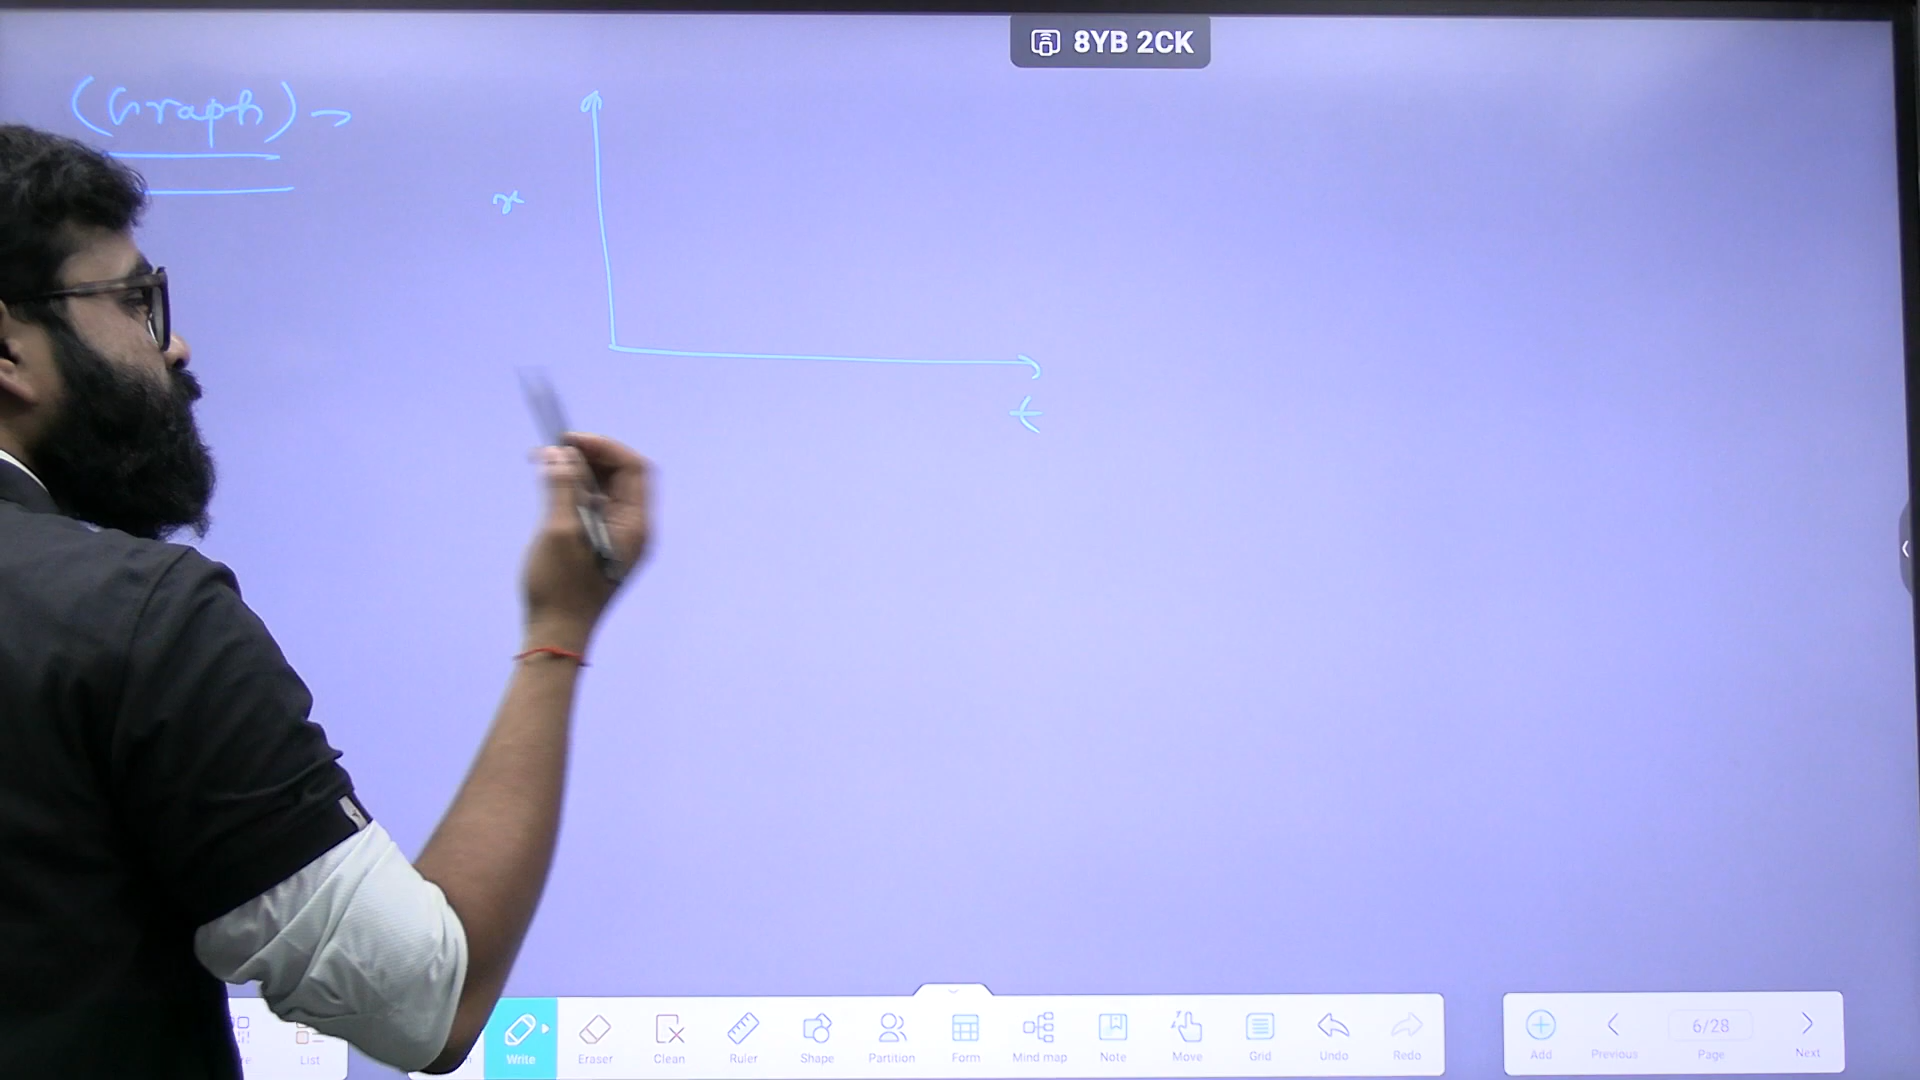 8YB 2CK
(Graph) →
x
t
List
Write
Eraser
Clean
Ruler
Shape
Partition
Form
Mind map
Note
Move
Grid
Undo
Redo
Add
Previous
6/28
Page
Next